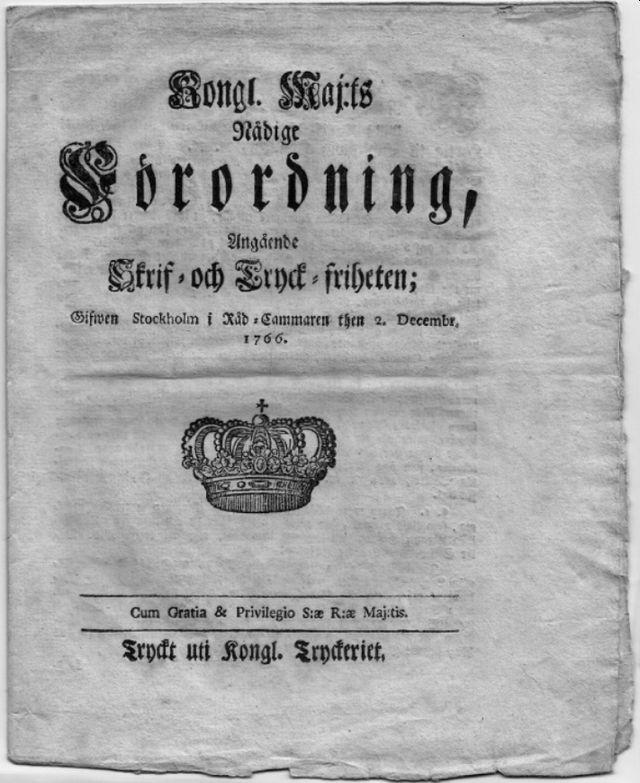 Kongl. Maj:ts
Nådige
Förordning,
Angående
Skrif-och Tryck-friheten;
Gifwen Stockholm i Råd-Cammaren then 2. Decembr.
1766.
Cum Gratia & Privilegio S:æ R:æ Maj:tis.
Tryckt uti Kongl. Tryckeriet.